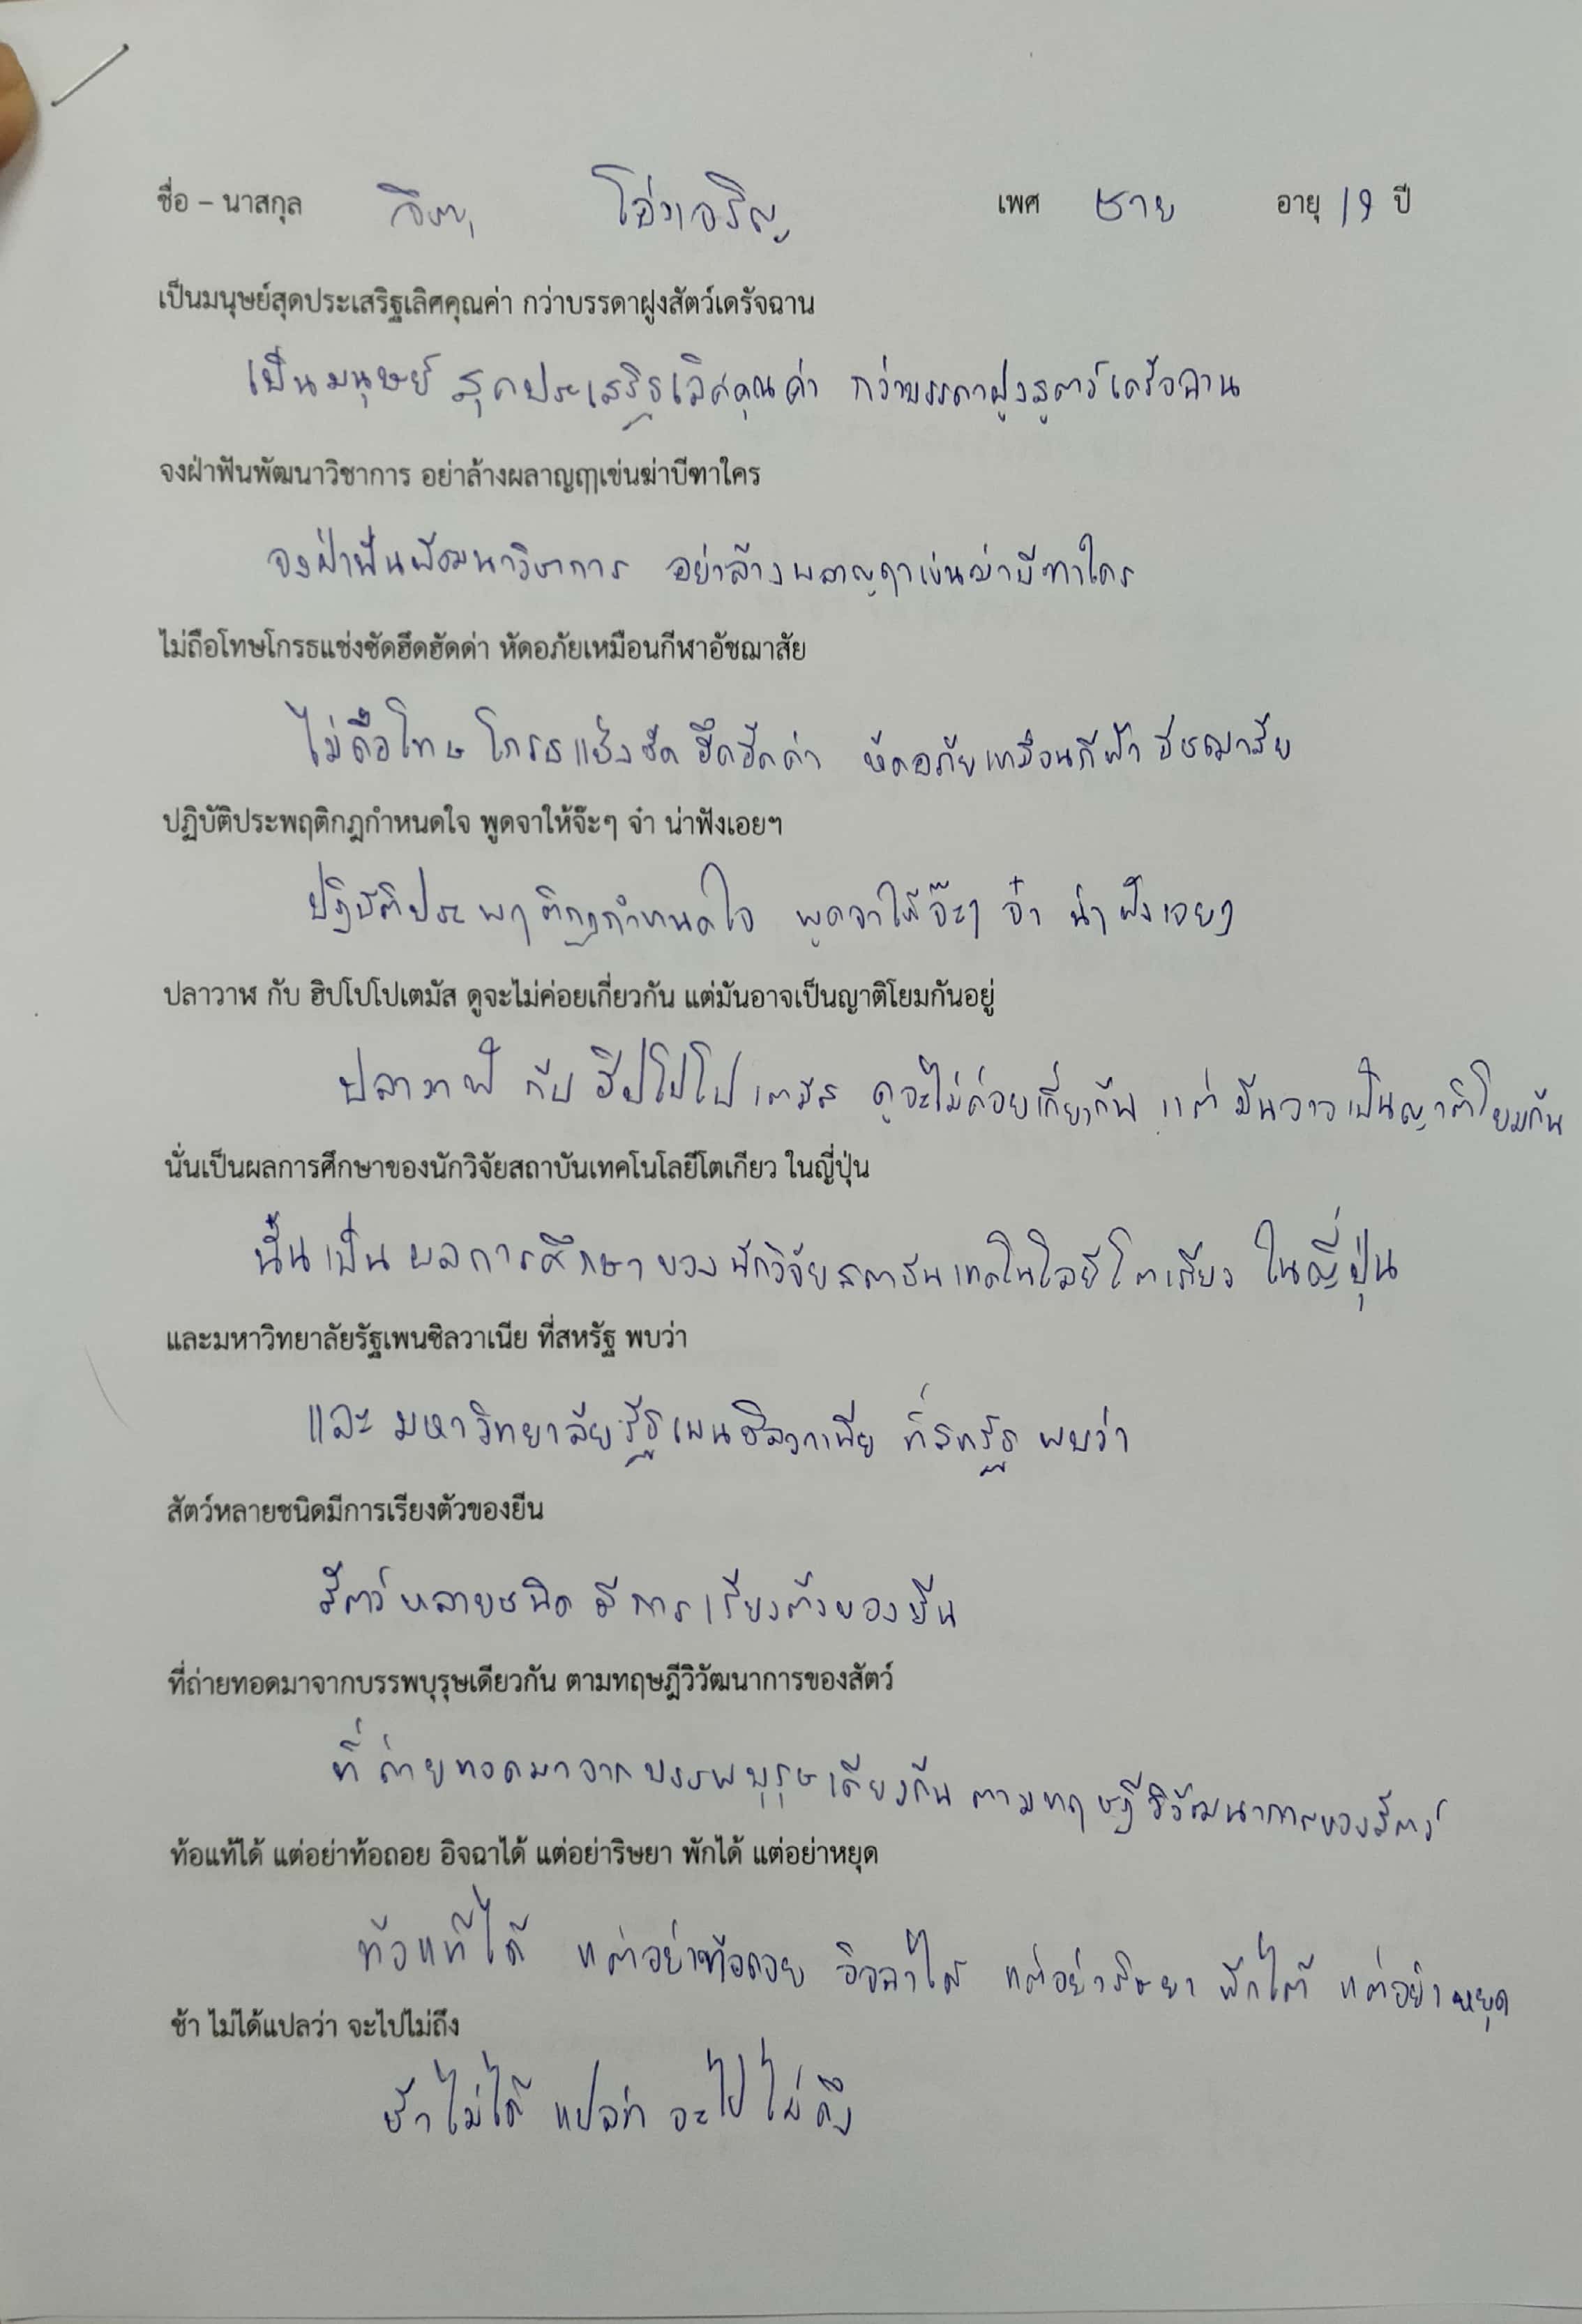 ชื่อ – นาสกุล เพศ ชาย อายุ 19 ปี
เป็นมนุษย์สุดประเสริฐเลิศคุณค่า กว่าบรรดาฝูงสัตว์เดรัจฉาน
เป็นมนุษย์ สุดประเสริฐเลิศคุณค่า กว่าบรรดาฝูงสัตว์เดรัจฉาน
จงฝ่าฟันพัฒนาวิชาการ อย่าล้างผลาญฤๅเข่นฆ่าบีฑาใคร
จงฝ่าฟันพัฒนาวิชาการ อย่าล้างผลาญฤาเข่นฆ่าบีฑาใคร
ไม่ถือโทษโกรธแช่งซัดฮึดฮัดด่า หัดอภัยเหมือนกีฬาอัชฌาสัย
ไม่ถือโทษ โกรธแช่งซัด ฮึดฮัดด่า หัดอภัยเหมือนกีฬา อัชฌาสัย
ปฏิบัติประพฤติกฎกำหนดใจ พูดจาให้จ๊ะๆ จ๋า น่าฟังเอยฯ
ปฏิบัติประพฤติกฎกำหนดใจ พูดจาให้จ๊ะๆ จ๋า น่าฟังเอยฯ
ปลาวาฬ กับ ฮิปโปโปเตมัส ดูจะไม่ค่อยเกี่ยวกัน แต่มันอาจเป็นญาติโยมกันอยู่
ปลาวาฬ กับ ฮิปโปโปเตมัส ดูจะไม่ค่อยเกี่ยวกัน แต่มันอาจเป็นญาติโยมกัน
นั่นเป็นผลการศึกษาของนักวิจัยสถาบันเทคโนโลยีโตเกียว ในญี่ปุ่น
นั้นเป็นผลการศึกษาของนักวิจัยสถาบันเทคโนโลยีโตเกียว ในญี่ปุ่น
และมหาวิทยาลัยรัฐเพนซิลวาเนีย ที่สหรัฐ พบว่า
และมหาวิทยาลัยรัฐเพนซิลวาเนีย ที่สหรัฐ พบว่า
สัตว์หลายชนิดมีการเรียงตัวของยีน
สัตว์หลายชนิด มีการเรียงตัวของยีน
ที่ถ่ายทอดมาจากบรรพบุรุษเดียวกัน ตามทฤษฎีวิวัฒนาการของสัตว์
ที่ถ่ายทอดมาจากบรรพบุรุษเดียวกัน ตามทฤษฎีวิวัฒนาการของสัตว์
ท้อแท้ได้ แต่อย่าท้อถอย อิจฉาได้ แต่อย่าริษยา พักได้ แต่อย่าหยุด
ท้อแท้ได้ แต่อย่าท้อถอย อิจฉาได้ แต่อย่าริษยา พักได้ แต่อย่าหยุด
ช้า ไม่ได้แปลว่า จะไปไม่ถึง
ช้าไม่ได้ แปลว่า จะไปไม่ถึง